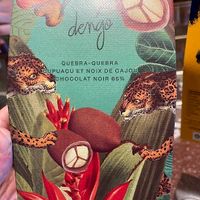 dengo
QUEBRA-QUEBRA
CUPUAÇU ET NOIX DE CAJOU
CHOCOLAT NOIR 65%